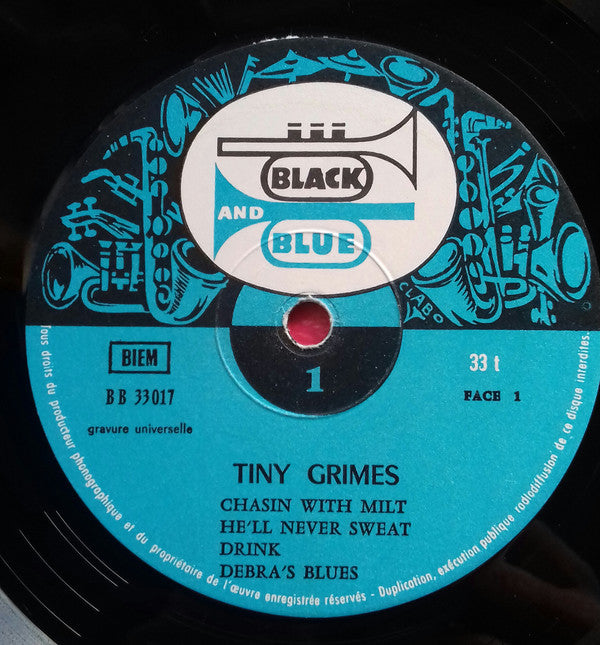 BLACK
AND
BLUE
CLABO
BIEM
33 t
BB 33017
1
FACE 1
gravure universelle
TINY GRIMES
CHASIN WITH MILT
HE'LL NEVER SWEAT
DRINK
DEBRA'S BLUES
Tous droits du producteur phonographique et du propriétaire de l'œuvre enregistrée réservés - Duplication, exécution publique radiodiffusion de ce disque interdites.